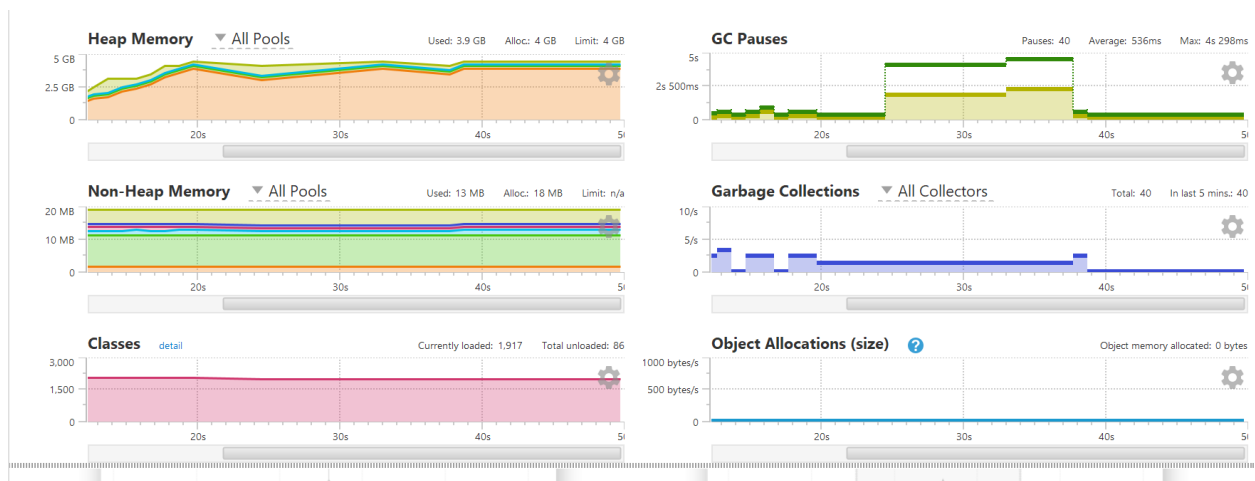 Heap Memory All Pools Used: 3.9 GB Alloc.: 4 GB Limit: 4 GB
5 GB
2.5 GB
0
20s 30s 40s 50
GC Pauses Pauses: 40 Average: 536ms Max: 4s 298ms
5s
2s 500ms
0
20s 30s 40s 50
Non-Heap Memory All Pools Used: 13 MB Alloc.: 18 MB Limit: n/a
20 MB
10 MB
0
20s 30s 40s 50
Garbage Collections All Collectors Total: 40 In last 5 mins.: 40
10/s
5/s
0
20s 30s 40s 50
Classes detail Currently loaded: 1,917 Total unloaded: 86
3,000
1,500
0
20s 30s 40s 50
Object Allocations (size) ? Object memory allocated: 0 bytes
1000 bytes/s
500 bytes/s
0
20s 30s 40s 50